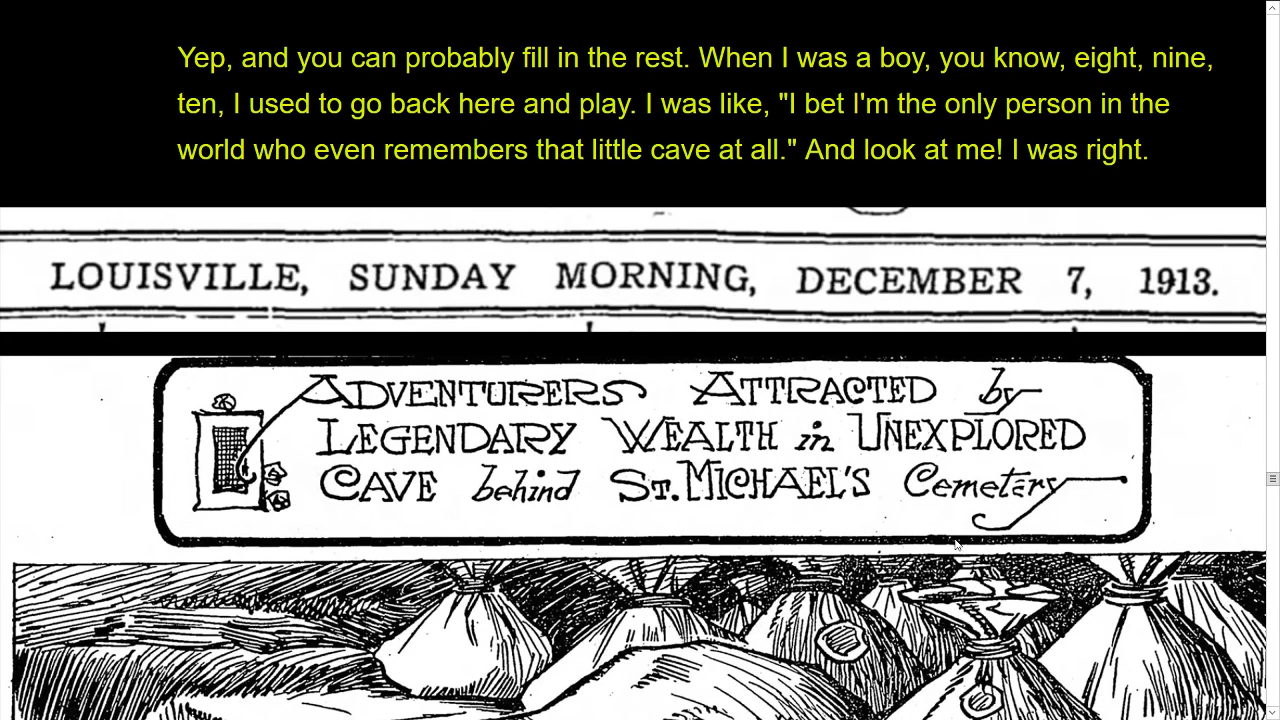 Yep, and you can probably fill in the rest. When I was a boy, you know, eight, nine,
ten, I used to go back here and play. I was like, "I bet I'm the only person in the
world who even remembers that little cave at all." And look at me! I was right.
LOUISVILLE, SUNDAY MORNING, DECEMBER 7, 1913.
ADVENTURERS ATTRACTED by
LEGENDARY WEALTH in UNEXPLORED
CAVE behind ST. MICHAEL'S Cemetary